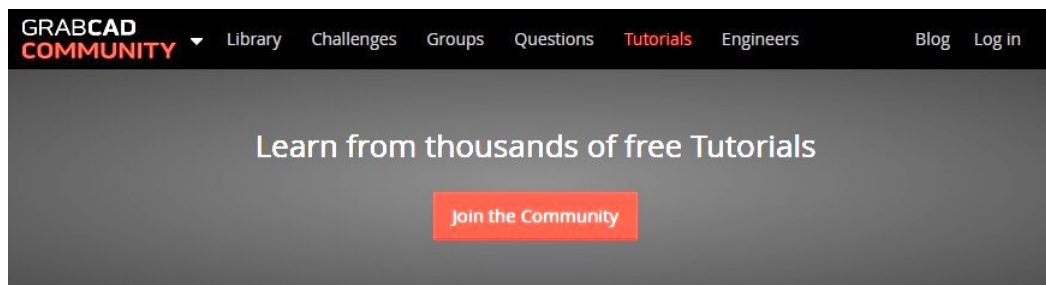 GRABCAD
COMMUNITY
Library Challenges Groups Questions Tutorials Engineers Blog Log in
Learn from thousands of free Tutorials
Join the Community